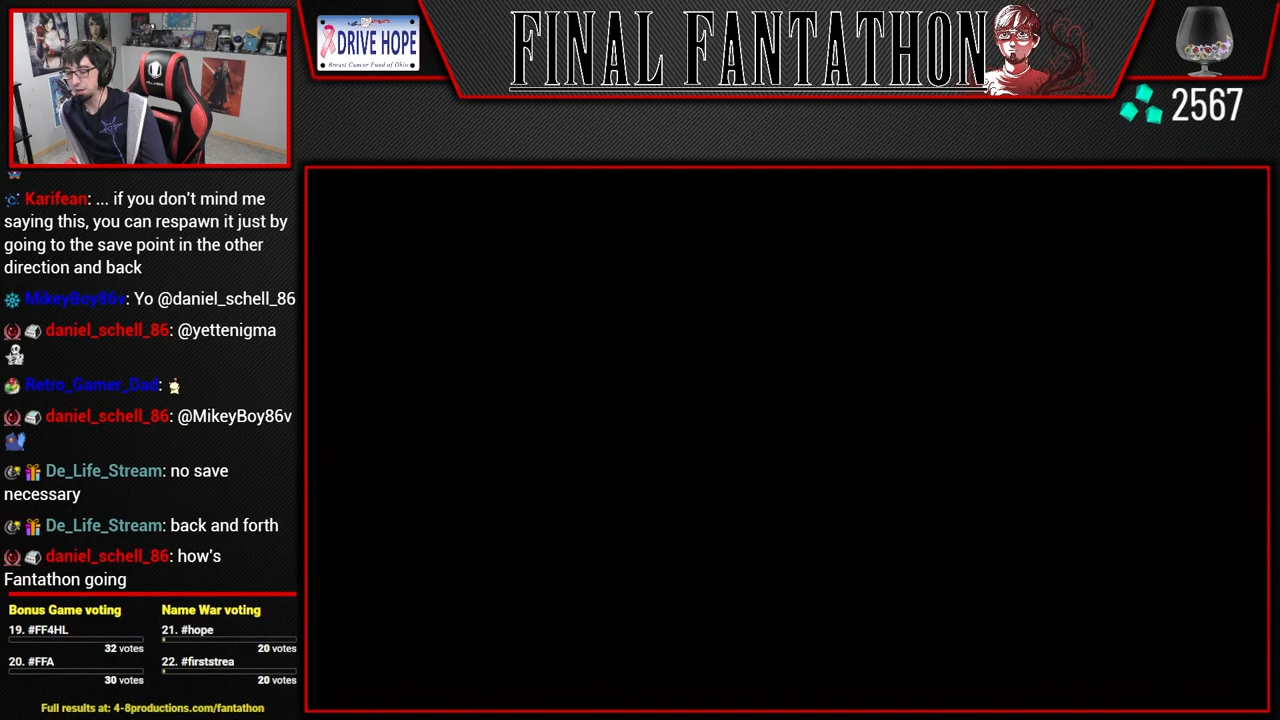 DRIVE HOPE
Breast Cancer Fund of Ohio
FINAL FANTATHON
2567
Karifean: ... if you don't mind me
saying this, you can respawn it just by
going to the save point in the other
direction and back
MikeyBoy86v: Yo @daniel_schell_86
daniel_schell_86: @yettenigma
Retro_Gamer_Dad:
daniel_schell_86: @MikeyBoy86v
De_Life_Stream: no save
necessary
De_Life_Stream: back and forth
daniel_schell_86: how's
Fantathon going
Bonus Game voting
19. #FF4HL
32 votes
20. #FFA
30 votes
Name War voting
21. #hope
20 votes
22. #firststrea
20 votes
Full results at: 4-8productions.com/fantathon